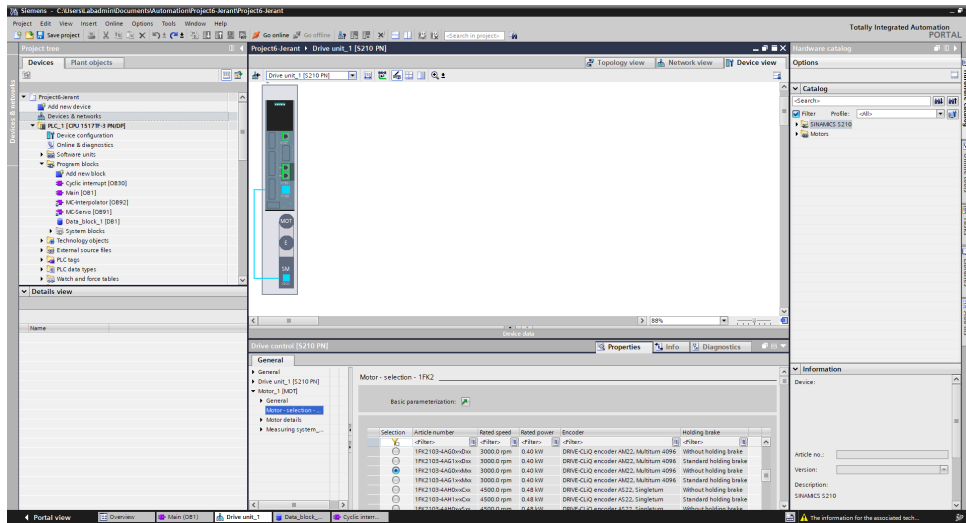 Siemens - C:\Users\Labadmin\Documents\Automation\Project6-Jerant\Project6-Jerant
Project Edit View Insert Online Options Tools Window Help
Save project
Go online
Go offline
<Search in project>
Totally Integrated Automation
PORTAL
Project tree
Devices
Plant objects
Devices & networks
Project6-Jerant
Add new device
Devices & networks
PLC_1 [CPU 1517TF-3 PN/DP]
Device configuration
Online & diagnostics
Software units
Program blocks
Add new block
Cyclic interrupt [OB30]
Main [OB1]
MC-Interpolator [OB92]
MC-Servo [OB91]
Data_block_1 [DB1]
System blocks
Technology objects
External source files
PLC tags
PLC data types
Watch and force tables
Details view
Name
Project6-Jerant Drive unit_1 [S210 PN]
Topology view
Network view
Device view
Drive unit_1 [S210 PN]
MOT
E
SM
88%
Device data
Drive control [S210 PN]
Properties
Info
Diagnostics
General
General
Drive unit_1 [S210 PN]
Motor_1 [MOT]
General
Motor - selection - ...
Motor details
Measuring system_...
Motor - selection - 1FK2
Basic parameterization:
Selection Article number Rated speed Rated power Encoder Holding brake
<Filter> <Filter> <Filter> <Filter> <Filter>
1FK2103-4AG0x-xDxx 3000.0 rpm 0.40 kW DRIVE-CLiQ encoder AM22, Multiturn 4096 Without holding brake
1FK2103-4AG1x-xDxx 3000.0 rpm 0.40 kW DRIVE-CLiQ encoder AM22, Multiturn 4096 Standard holding brake
1FK2103-4AG0x-xMxx 3000.0 rpm 0.40 kW DRIVE-CLiQ encoder AM22, Multiturn 4096 Without holding brake
1FK2103-4AG1x-xMxx 3000.0 rpm 0.40 kW DRIVE-CLiQ encoder AM22, Multiturn 4096 Standard holding brake
1FK2103-4AH0x-xCxx 4500.0 rpm 0.48 kW DRIVE-CLiQ encoder AS22, Singleturn Without holding brake
1FK2103-4AH1x-xCxx 4500.0 rpm 0.48 kW DRIVE-CLiQ encoder AS22, Singleturn Standard holding brake
Hardware catalog
Options
Catalog
<Search>
Filter Profile: <All>
SINAMICS S210
Motors
Information
Device:
Article no.:
Version:
Description:
SINAMICS S210
Portal view
Overview
Main (OB1)
Drive unit_1
Data_block_...
Cyclic interr...
The information for the associated tech...